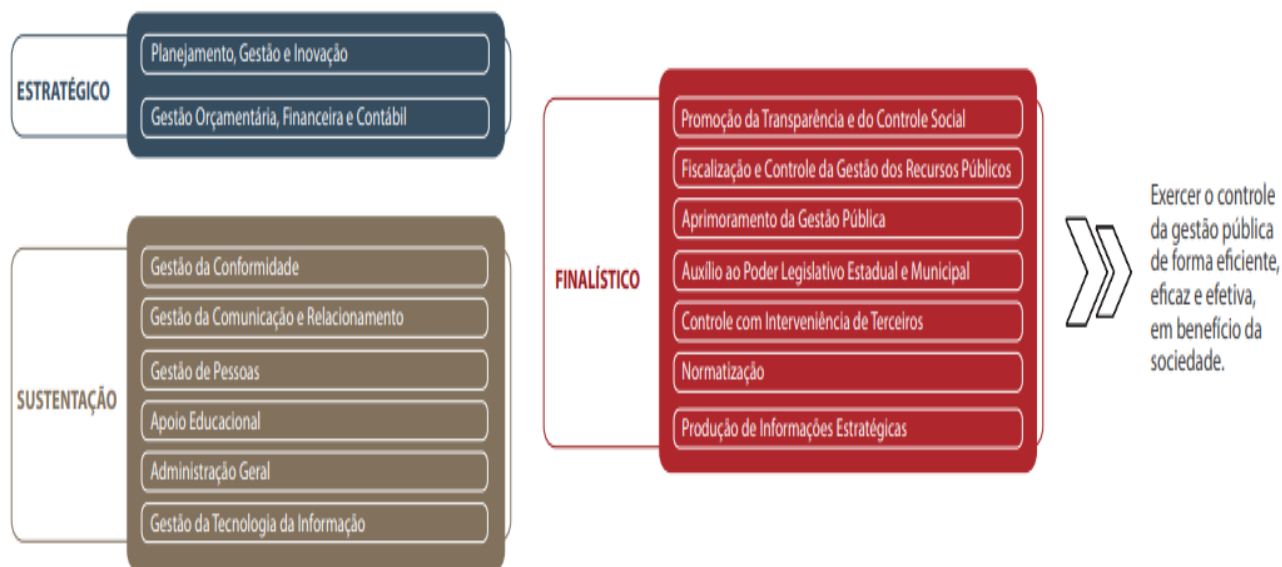 ESTRATÉGICO
Planejamento, Gestão e Inovação
Gestão Orçamentária, Financeira e Contábil
SUSTENTAÇÃO
Gestão da Conformidade
Gestão da Comunicação e Relacionamento
Gestão de Pessoas
Apoio Educacional
Administração Geral
Gestão da Tecnologia da Informação
FINALÍSTICO
Promoção da Transparência e do Controle Social
Fiscalização e Controle da Gestão dos Recursos Públicos
Aprimoramento da Gestão Pública
Auxílio ao Poder Legislativo Estadual e Municipal
Controle com Interveniência de Terceiros
Normatização
Produção de Informações Estratégicas
Exercer o controle
da gestão pública
de forma eficiente,
eficaz e efetiva,
em benefício da
sociedade.